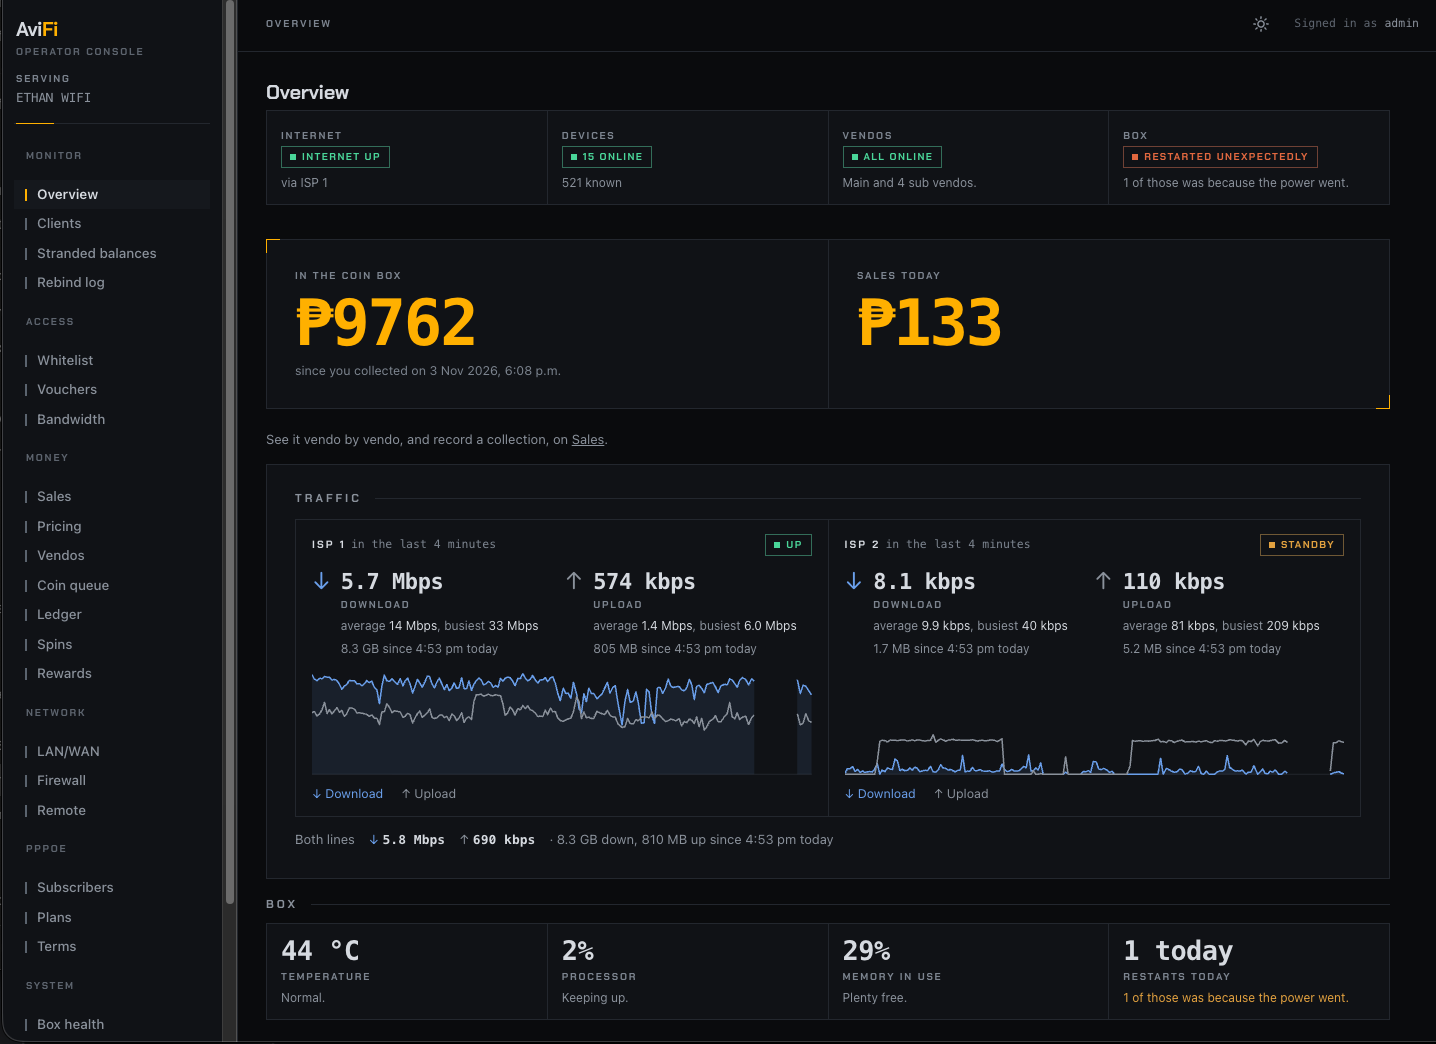 AviFi
OPERATOR CONSOLE
SERVING
ETHAN WIFI
MONITOR
Overview
Clients
Stranded balances
Rebind log
ACCESS
Whitelist
Vouchers
Bandwidth
MONEY
Sales
Pricing
Vendos
Coin queue
Ledger
Spins
Rewards
NETWORK
LAN/WAN
Firewall
Remote
PPPOE
Subscribers
Plans
Terms
SYSTEM
Box health
OVERVIEW
Signed in as admin
Overview
INTERNET
INTERNET UP
via ISP 1
DEVICES
15 ONLINE
521 known
VENDOS
ALL ONLINE
Main and 4 sub vendos.
BOX
RESTARTED UNEXPECTEDLY
1 of those was because the power went.
IN THE COIN BOX
₱9762
since you collected on 3 Nov 2026, 6:08 p.m.
SALES TODAY
₱133
See it vendo by vendo, and record a collection, on Sales.
TRAFFIC
ISP 1 in the last 4 minutes
UP
↓ 5.7 Mbps
DOWNLOAD
average 14 Mbps, busiest 33 Mbps
8.3 GB since 4:53 pm today
↑ 574 kbps
UPLOAD
average 1.4 Mbps, busiest 6.0 Mbps
805 MB since 4:53 pm today
↓ Download ↑ Upload
ISP 2 in the last 4 minutes
STANDBY
↓ 8.1 kbps
DOWNLOAD
average 9.9 kbps, busiest 40 kbps
1.7 MB since 4:53 pm today
↑ 110 kbps
UPLOAD
average 81 kbps, busiest 209 kbps
5.2 MB since 4:53 pm today
↓ Download ↑ Upload
Both lines ↓ 5.8 Mbps ↑ 690 kbps · 8.3 GB down, 810 MB up since 4:53 pm today
BOX
44 °C
TEMPERATURE
Normal.
2%
PROCESSOR
Keeping up.
29%
MEMORY IN USE
Plenty free.
1 today
RESTARTS TODAY
1 of those was because the power went.